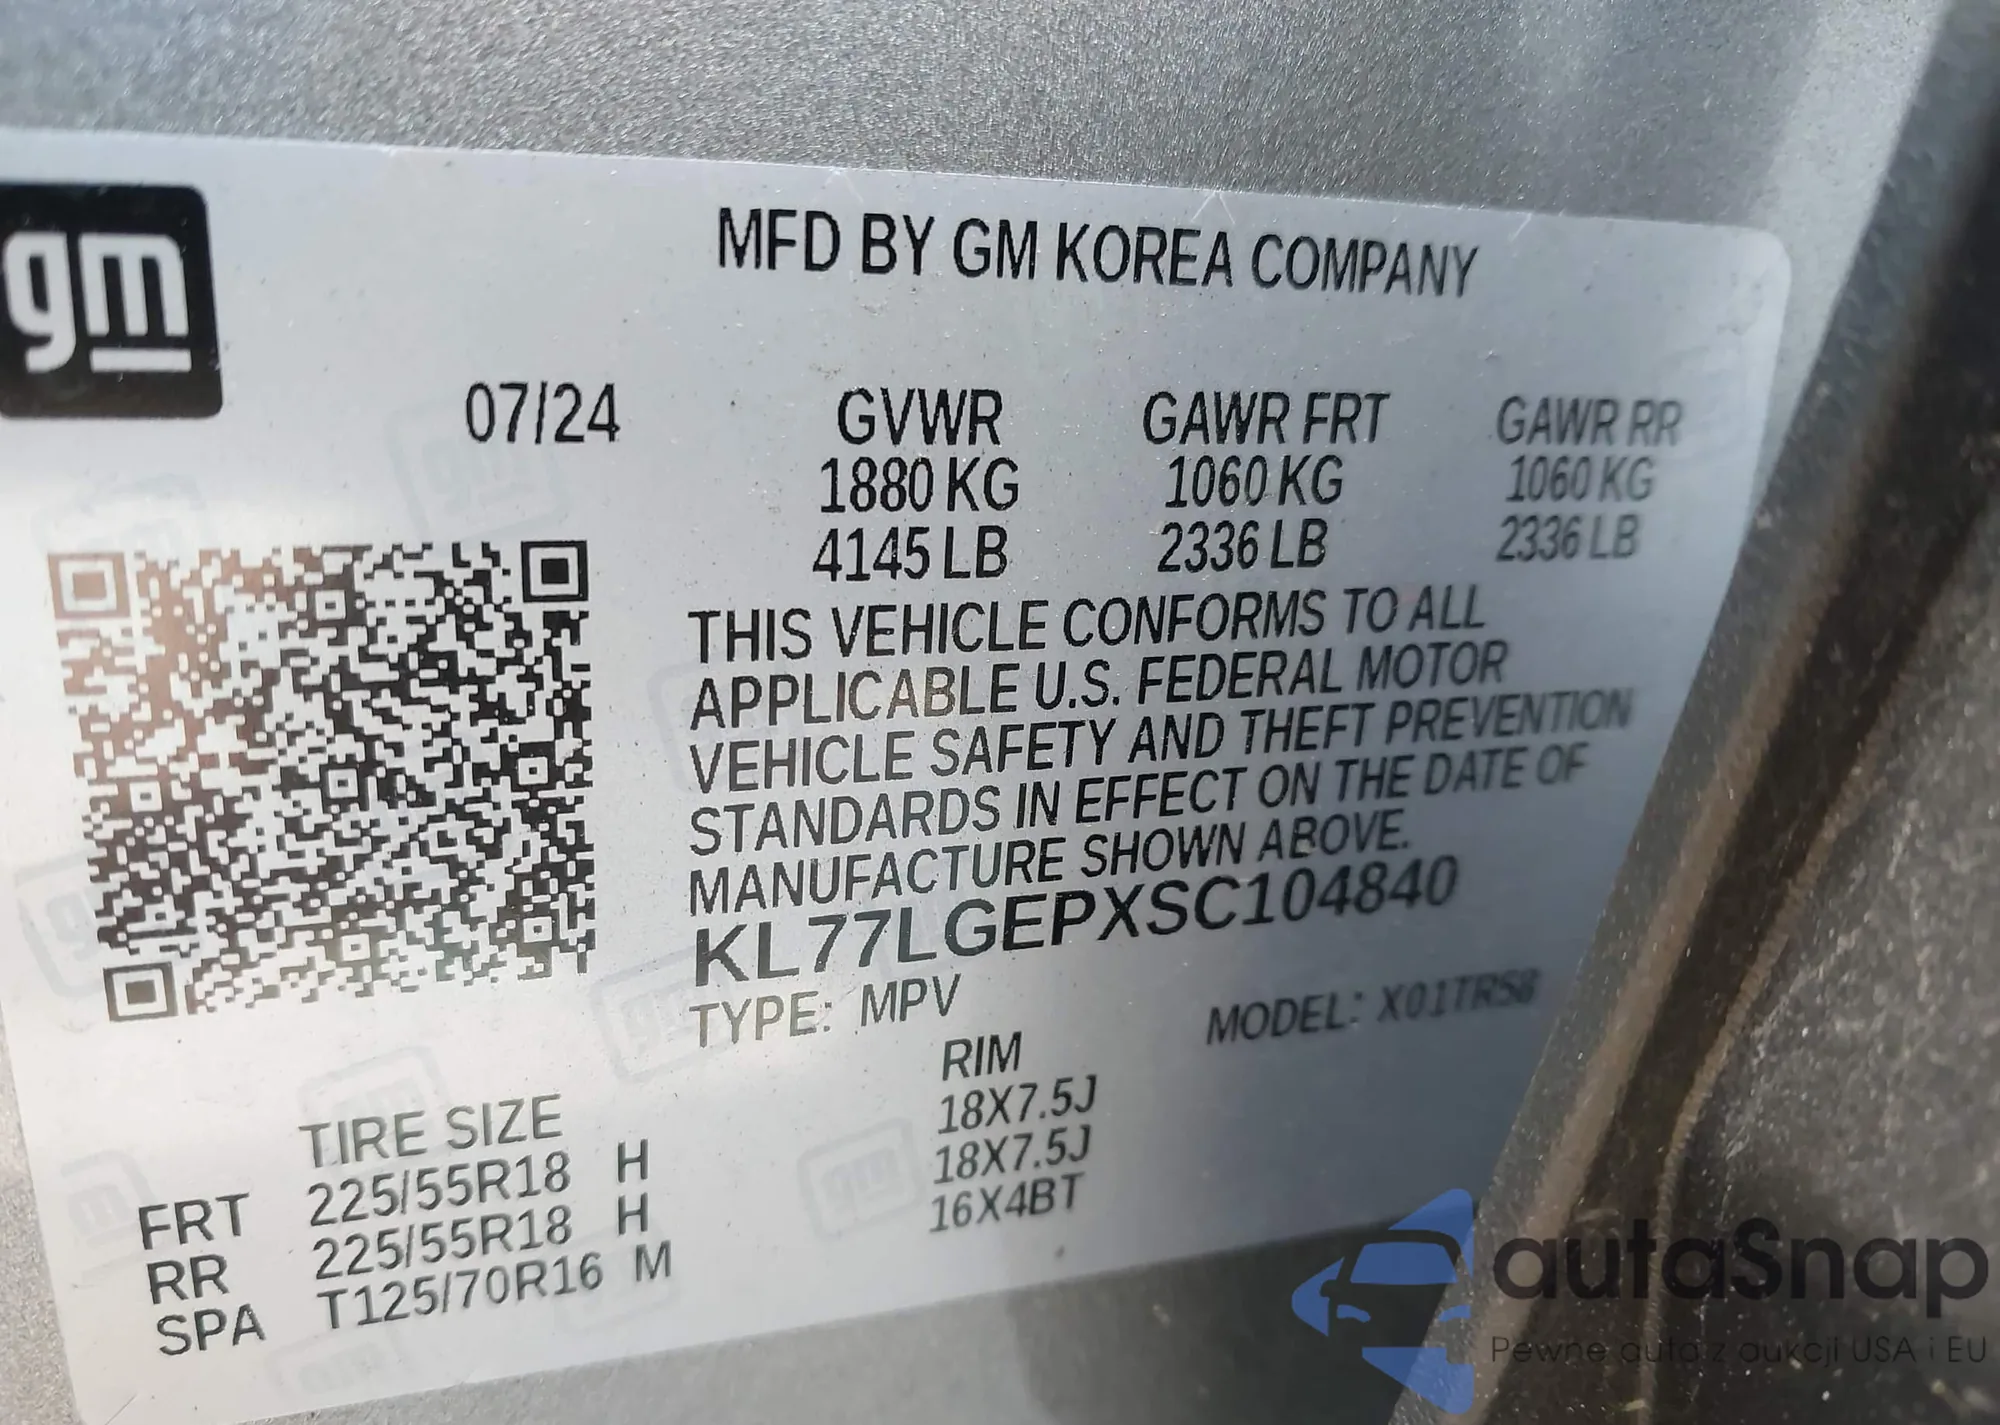 gm
MFD BY GM KOREA COMPANY
07/24
GVWR GAWR FRT GAWR RR
1880 KG 1060 KG 1060 KG
4145 LB 2336 LB 2336 LB
THIS VEHICLE CONFORMS TO ALL
APPLICABLE U.S. FEDERAL MOTOR
VEHICLE SAFETY AND THEFT PREVENTION
STANDARDS IN EFFECT ON THE DATE OF
MANUFACTURE SHOWN ABOVE.
KL77LGEPXSC104840
TYPE: MPV MODEL: X01TR58
TIRE SIZE RIM
FRT 225/55R18 H 18X7.5J
RR 225/55R18 H 18X7.5J
SPA T125/70R16 M 16X4BT
autaSnap
Pewne auta z aukcji USA i EU